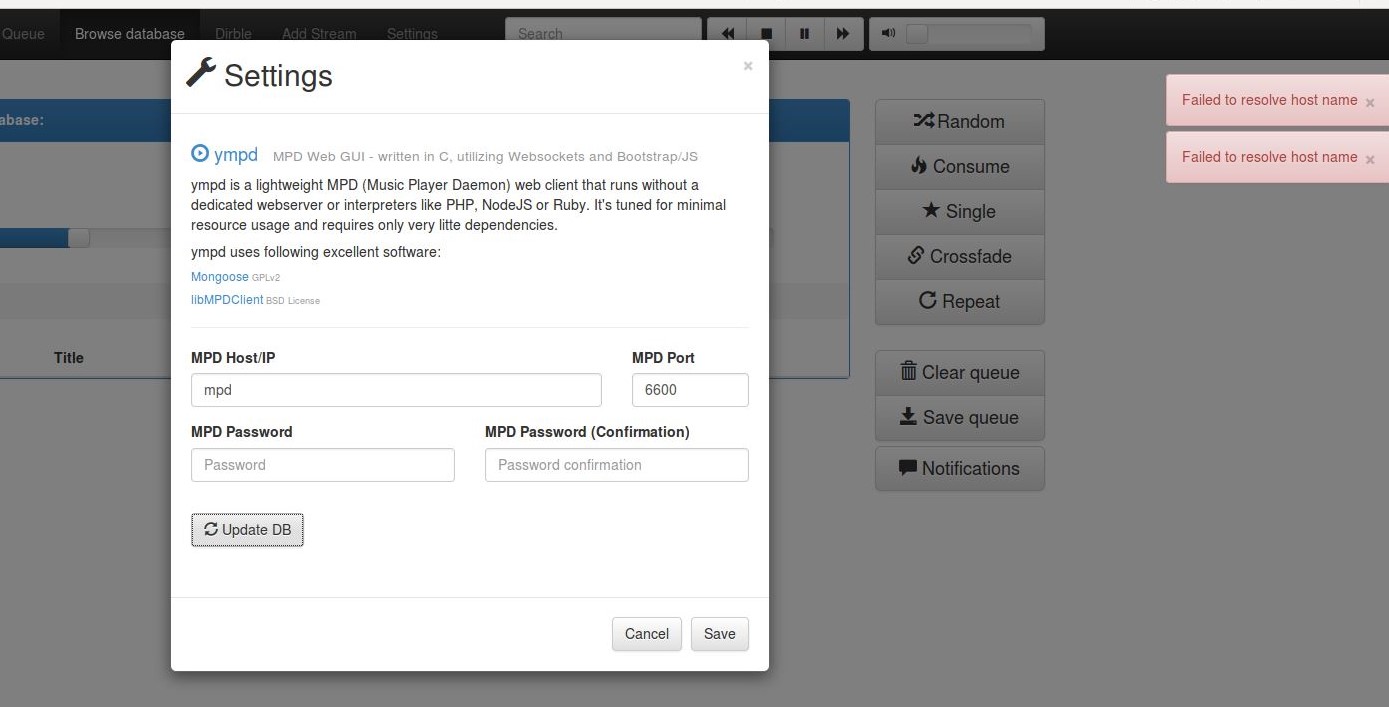 Queue Browse database Dirble Add Stream Settings Search
Settings ×
Failed to resolve host name ×
Failed to resolve host name ×
abase:
Random
Consume
Single
Crossfade
Repeat
ympd MPD Web GUI - written in C, utilizing Websockets and Bootstrap/JS
ympd is a lightweight MPD (Music Player Daemon) web client that runs without a
dedicated webserver or interpreters like PHP, NodeJS or Ruby. It's tuned for minimal
resource usage and requires only very litte dependencies.
ympd uses following excellent software:
Mongoose GPLv2
libMPDClient BSD License
Title
MPD Host/IP MPD Port
mpd 6600
MPD Password MPD Password (Confirmation)
Password Password confirmation
Clear queue
Save queue
Notifications
Update DB
Cancel Save